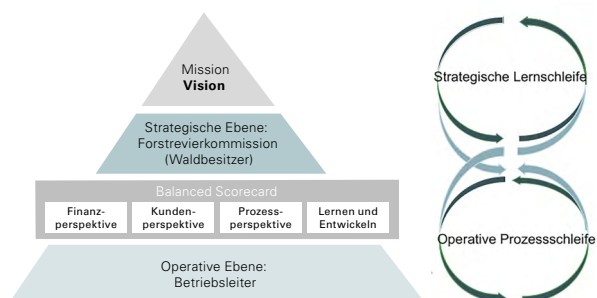 Mission
Vision
Strategische Ebene:
Forstrevierkommission
(Waldbesitzer)
Balanced Scorecard
Finanz-
perspektive
Kunden-
perspektive
Prozess-
perspektive
Lernen und
Entwickeln
Operative Ebene:
Betriebsleiter
Strategische Lernschleife
Operative Prozessschleife